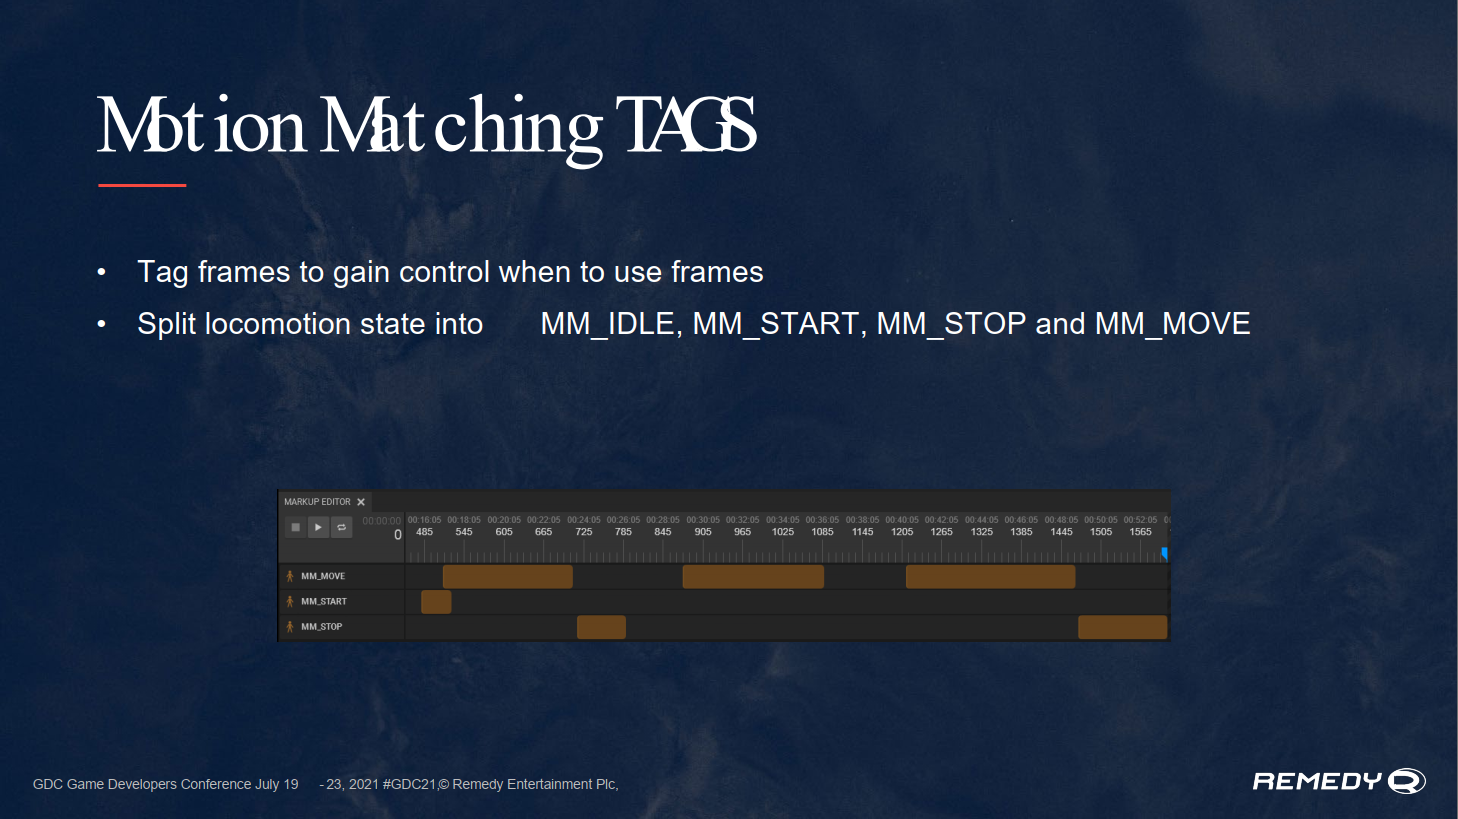 Motion Matching TAGS
• Tag frames to gain control when to use frames
• Split locomotion state into MM_IDLE, MM_START, MM_STOP and MM_MOVE
MARKUP EDITOR
00:00:00 00:16:05 00:18:05 00:20:05 00:22:05 00:24:05 00:26:05 00:28:05 00:30:05 00:32:05 00:34:05 00:36:05 00:38:05 00:40:05 00:42:05 00:44:05 00:46:05 00:48:05 00:50:05 00:52:05
0 485 545 605 665 725 785 845 905 965 1025 1085 1145 1205 1265 1325 1385 1445 1505 1565
MM_MOVE
MM_START
MM_STOP
GDC Game Developers Conference July 19 - 23, 2021 #GDC21,© Remedy Entertainment Plc,
REMEDY